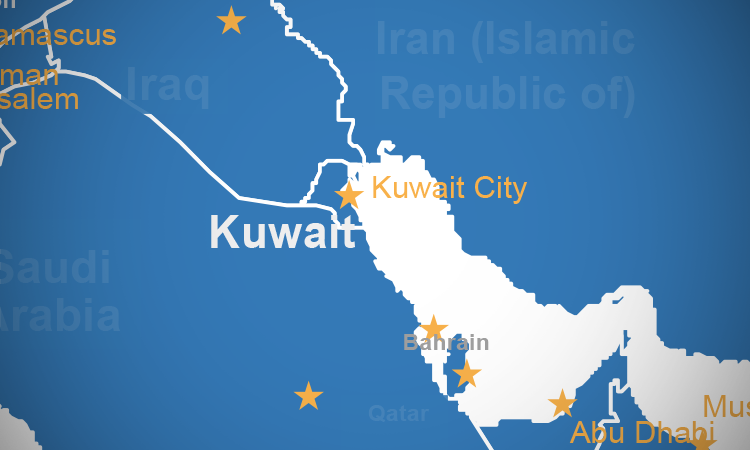 amascus
man
salem
Iraq
Iran (Islamic
Republic of)
Kuwait City
Kuwait
Saudi
Arabia
Bahrain
Qatar
Abu Dhabi
Mus